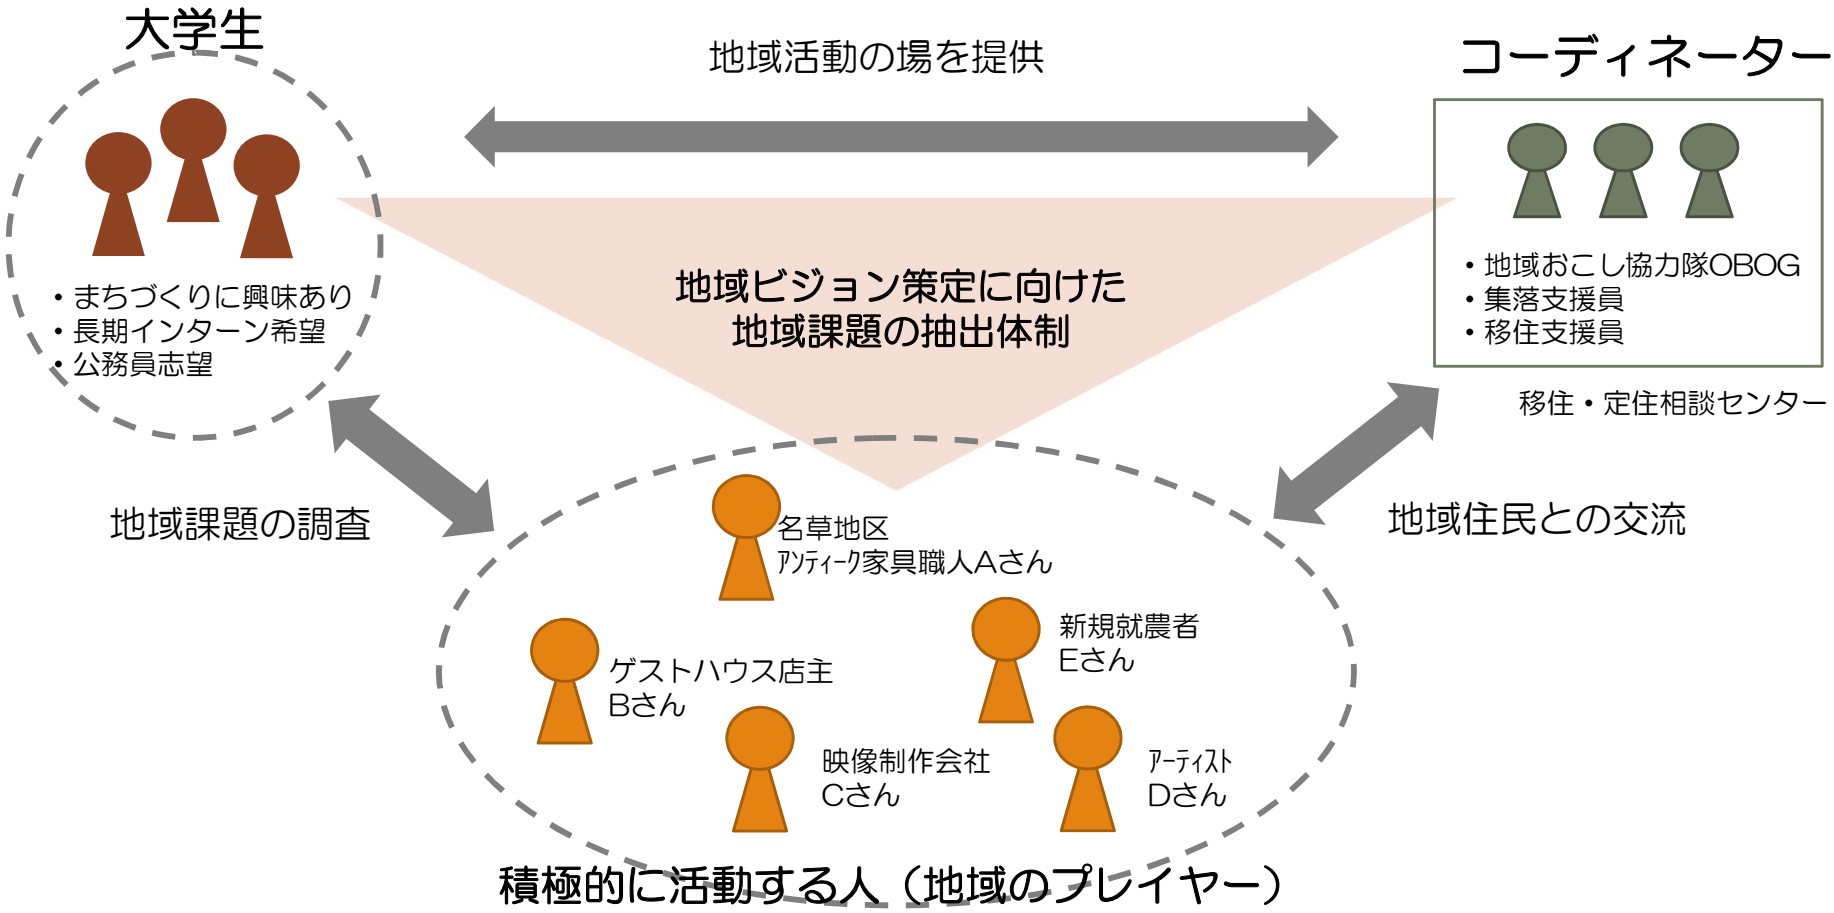 大学生
地域活動の場を提供
コーディネーター
・まちづくりに興味あり
・長期インターン希望
・公務員志望
地域ビジョン策定に向けた
地域課題の抽出体制
・地域おこし協力隊OBOG
・集落支援員
・移住支援員
移住・定住相談センター
地域課題の調査
地域住民との交流
名草地区
ｱﾝﾃｨｰｸ家具職人Aさん
新規就農者
Eさん
ゲストハウス店主
Bさん
映像制作会社
Cさん
ｱｰﾃｨｽﾄ
Dさん
積極的に活動する人（地域のプレイヤー）